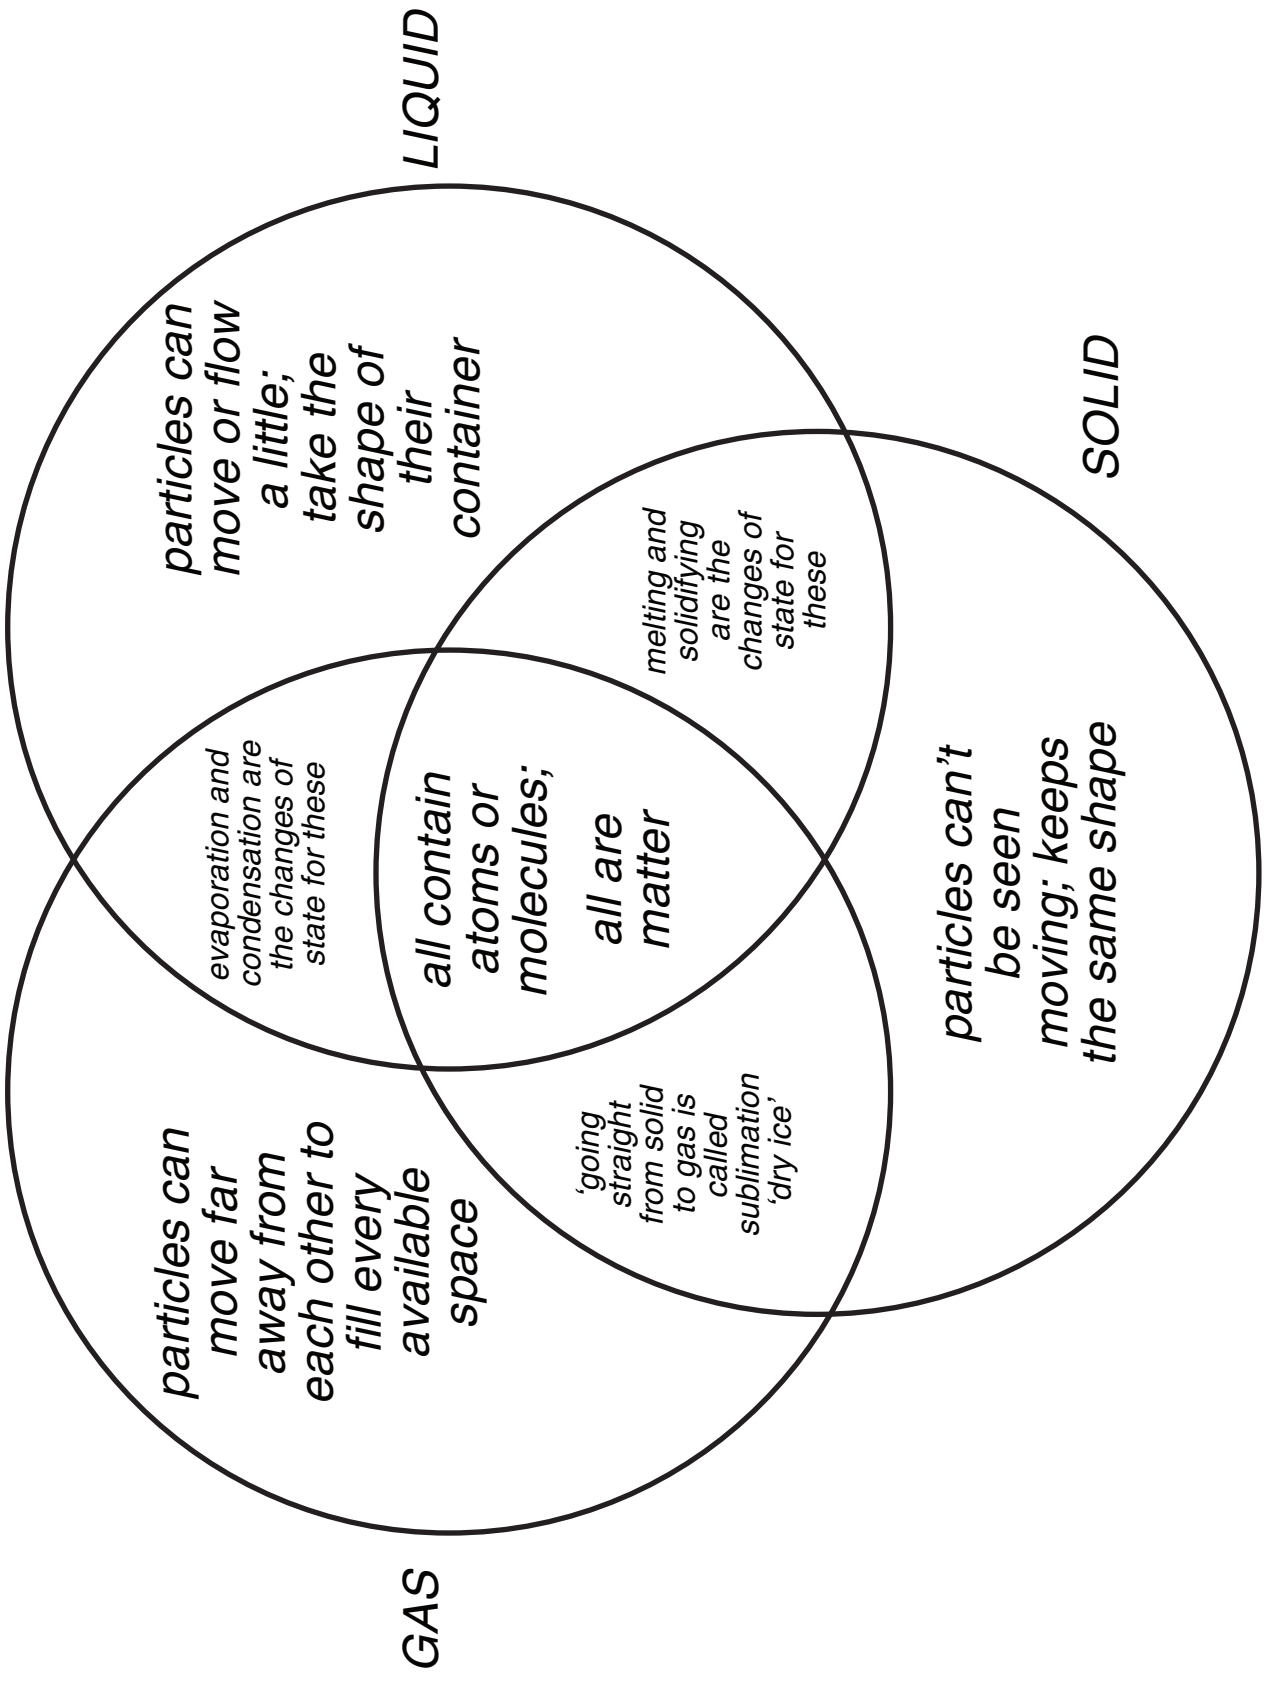 GAS
LIQUID
particles can
move far
away from
each other to
fill every
available
space
evaporation and
condensation are
the changes of
state for these
particles can
move or flow
a little;
take the
shape of
their
container
all contain
atoms or
molecules;
all are
matter
‘going
straight
from solid
to gas is
called
sublimation
‘dry ice’
melting and
solidifying
are the
changes of
state for
these
particles can’t
be seen
moving; keeps
the same shape
SOLID